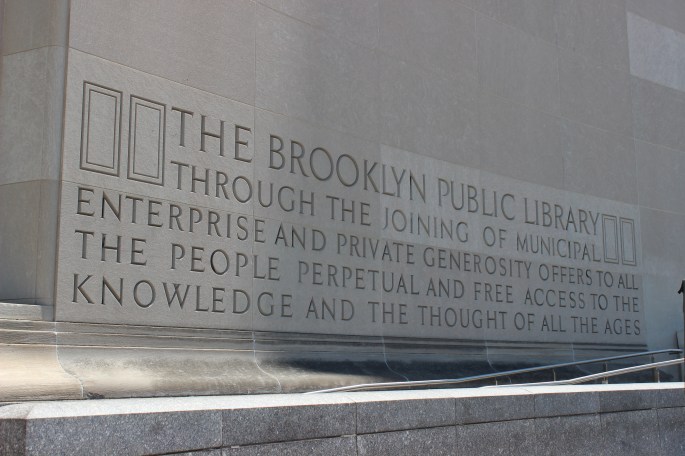 THE BROOKLYN PUBLIC LIBRARY
THROUGH THE JOINING OF MUNICIPAL
ENTERPRISE AND PRIVATE GENEROSITY OFFERS TO ALL
THE PEOPLE PERPETUAL AND FREE ACCESS TO THE
KNOWLEDGE AND THE THOUGHT OF ALL THE AGES